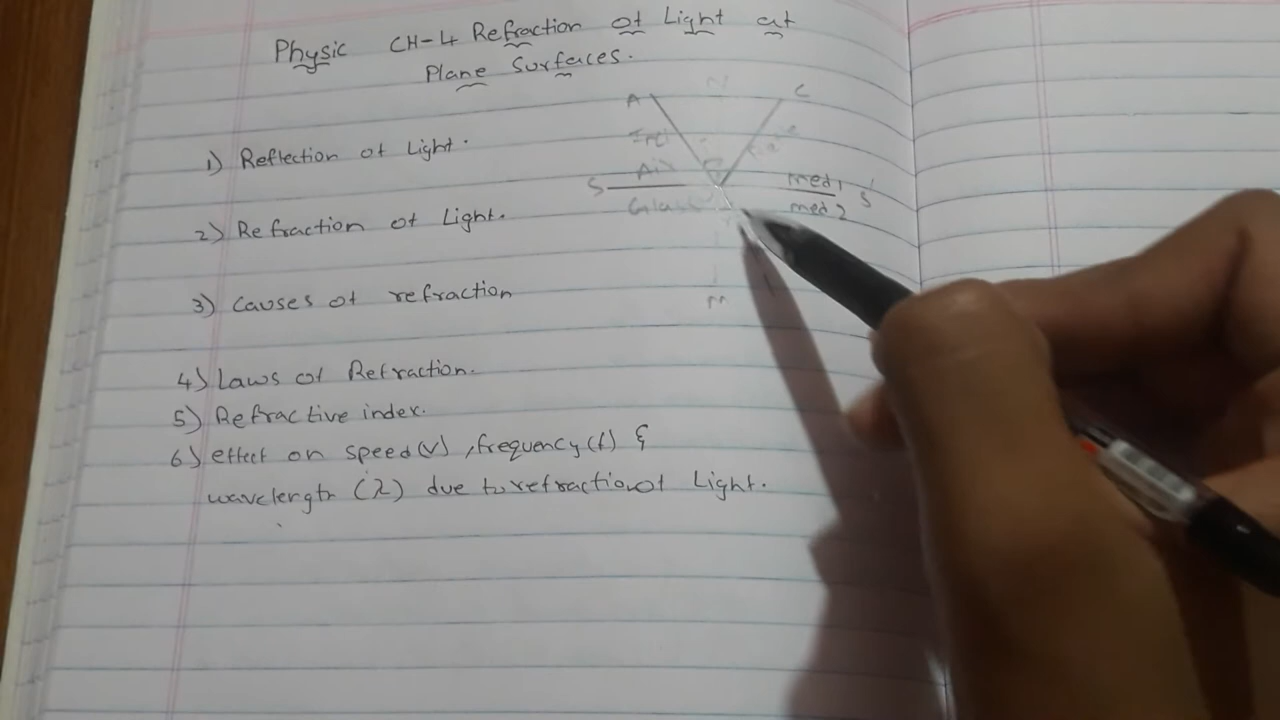 Physic CH-4 Refraction of Light at
Plane Surfaces.
N
A C
1) Reflection of Light.
Air med1 s'
S
Glass med2
2) Refraction of Light.
3) Causes of refraction
m
4) Laws of Refraction.
5) Refractive index.
6) effect on speed(v) ,frequency(f) &
wavelength (λ) due to refraction of Light.